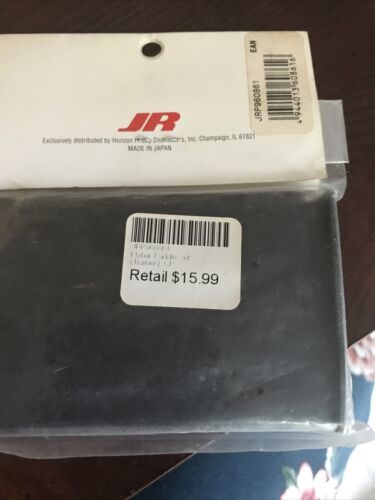 JR
Exclusively distributed by Horizon Hobby Distributors, Inc. Champaign, IL 61821
MADE IN JAPAN
EAN
4944013608616
JRP960861
Retail $15.99